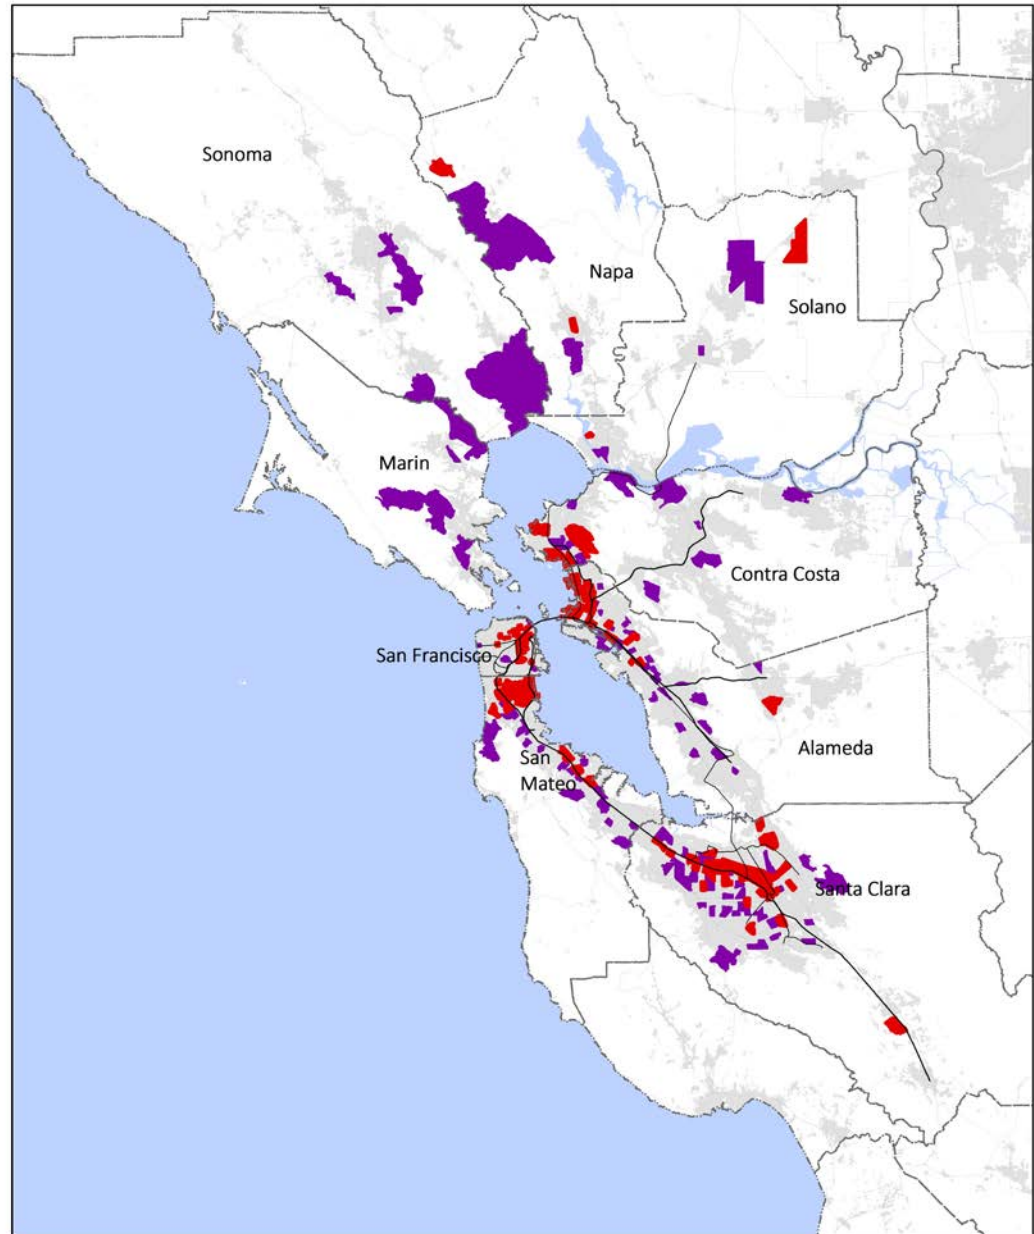 Sonoma
Napa
Solano
Marin
Contra Costa
San Francisco
Alameda
San
Mateo
Santa Clara